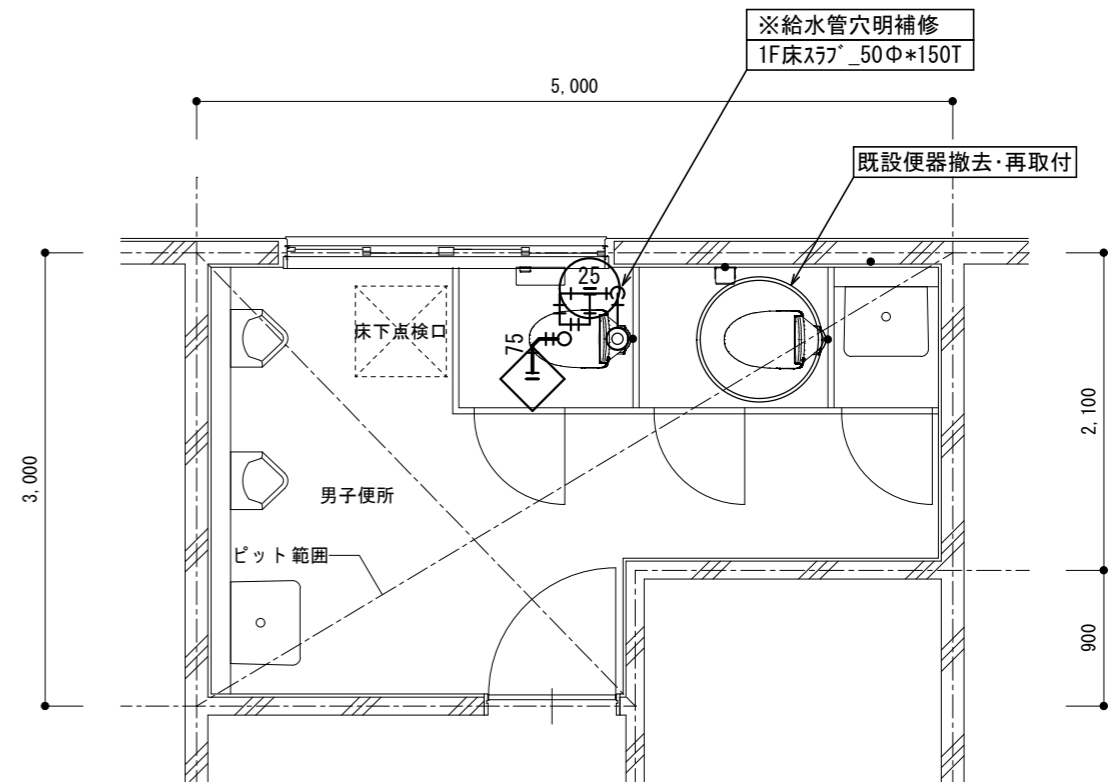 ※給水管穴明補修
1F床ｽﾗﾌﾞ_50Φ*150T
5,000
既設便器撤去･再取付
25
床下点検口
75
2,100
3,000
男子便所
ピット範囲
900